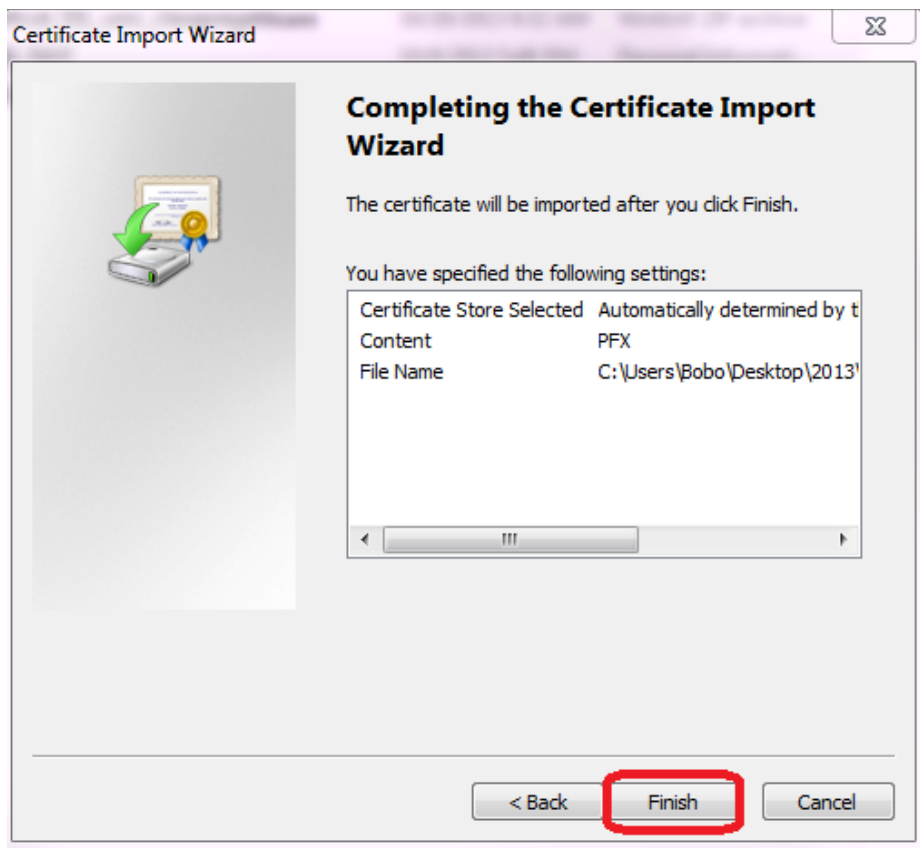 Certificate Import Wizard
Completing the Certificate Import
Wizard
The certificate will be imported after you click Finish.
You have specified the following settings:
Certificate Store Selected Automatically determined by t
Content PFX
File Name C:\Users\Bobo\Desktop\2013\
< Back Finish Cancel